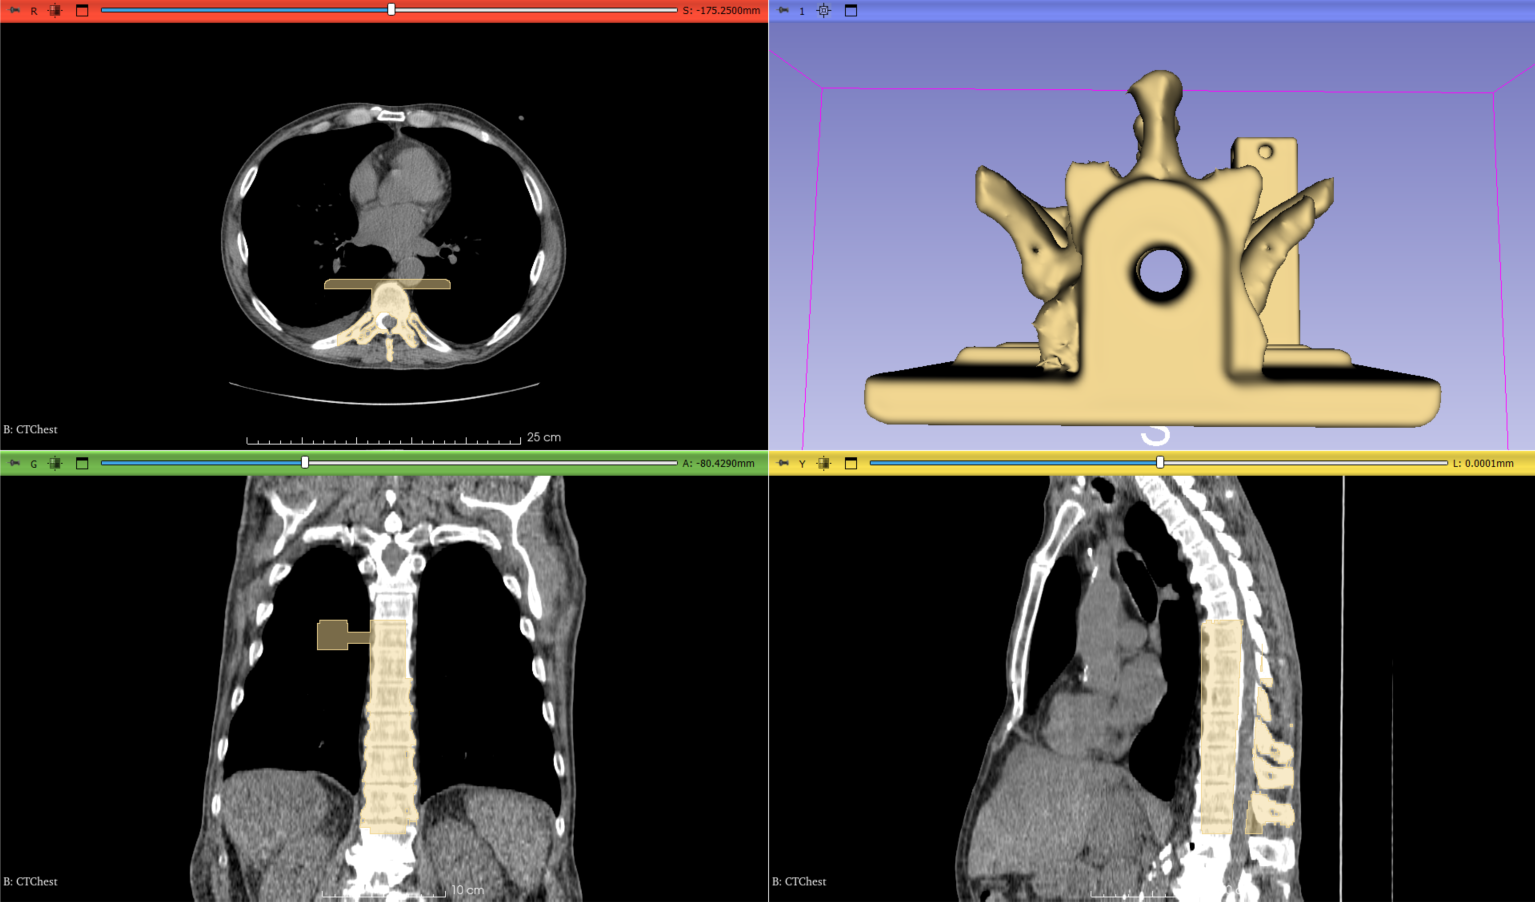 R S: -175.2500mm
1
B: CTChest
25 cm
S
G A: -80.4290mm
Y L: 0.0001mm
B: CTChest
10 cm
B: CTChest